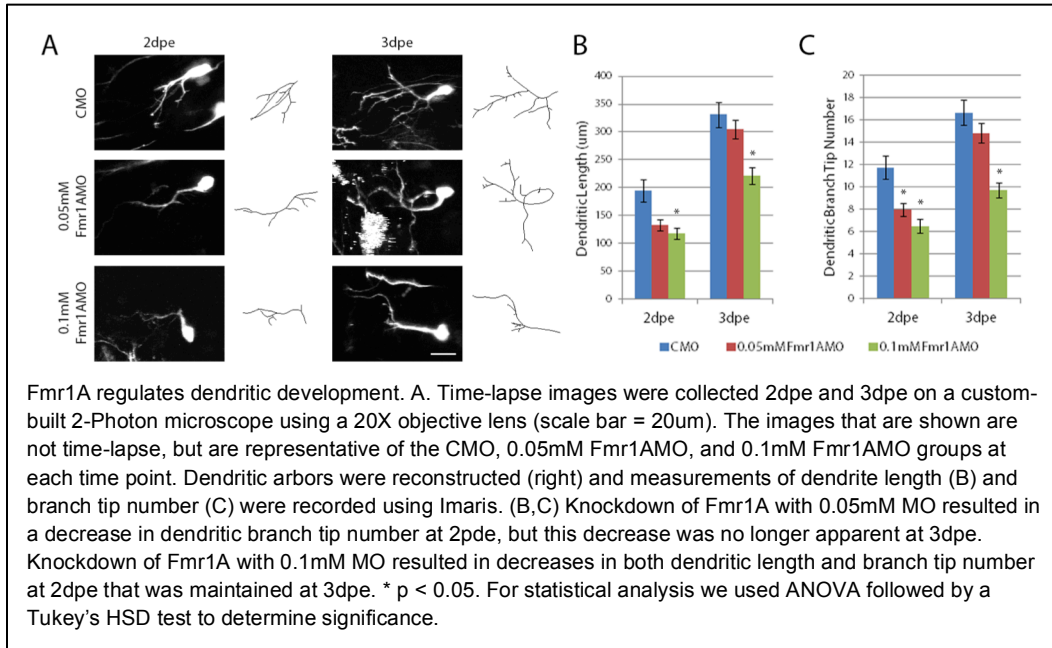 A
2dpe
3dpe
CMO
0.05mM
Fmr1AMO
0.1mM
Fmr1AMO
B
Dendritic Length (um)
400
350
300
250
200
150
100
50
0
*
*
2dpe
3dpe
C
Dendritic Branch Tip Number
20
18
16
14
12
10
8
6
4
2
0
*
*
*
2dpe
3dpe
CMO
0.05mMFmr1AMO
0.1mMFmr1AMO
Fmr1A regulates dendritic development. A. Time-lapse images were collected 2dpe and 3dpe on a custom-
built 2-Photon microscope using a 20X objective lens (scale bar = 20um). The images that are shown are
not time-lapse, but are representative of the CMO, 0.05mM Fmr1AMO, and 0.1mM Fmr1AMO groups at
each time point. Dendritic arbors were reconstructed (right) and measurements of dendrite length (B) and
branch tip number (C) were recorded using Imaris. (B,C) Knockdown of Fmr1A with 0.05mM MO resulted in
a decrease in dendritic branch tip number at 2pde, but this decrease was no longer apparent at 3dpe.
Knockdown of Fmr1A with 0.1mM MO resulted in decreases in both dendritic length and branch tip number
at 2dpe that was maintained at 3dpe. * p < 0.05. For statistical analysis we used ANOVA followed by a
Tukey's HSD test to determine significance.